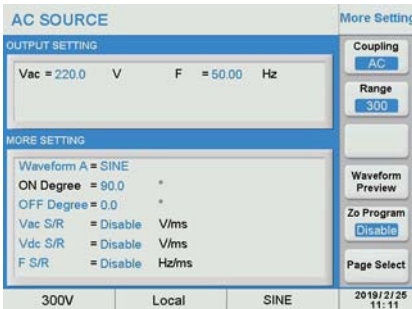 AC SOURCE
More Setting
OUTPUT SETTING
Vac = 220.0 V F = 50.00 Hz
MORE SETTING
Waveform A = SINE
ON Degree = 90.0 °
OFF Degree = 0.0 °
Vac S/R = Disable V/ms
Vdc S/R = Disable V/ms
F S/R = Disable Hz/ms
Coupling
AC
Range
300
Waveform
Preview
Zo Program
Disable
Page Select
300V Local SINE
2019/2/25
11:11